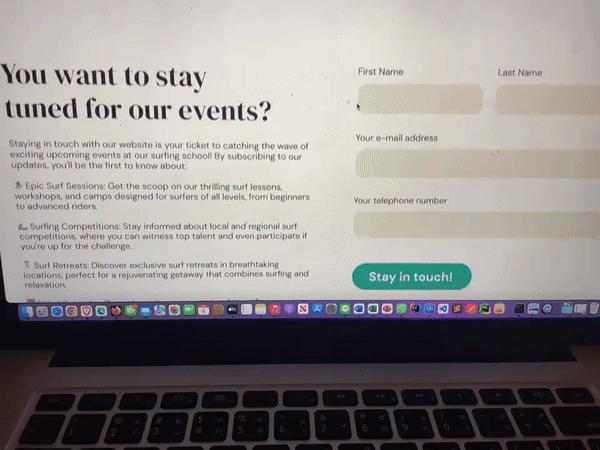 You want to stay
tuned for our events?
Staying in touch with our website is your ticket to catching the wave of
exciting upcoming events at our surfing school! By subscribing to our
updates, you'll be the first to know about:
Epic Surf Sessions: Get the scoop on our thrilling surf lessons,
workshops, and camps designed for surfers of all levels, from beginners
to advanced riders.
Surfing Competitions: Stay informed about local and regional surf
competitions, where you can witness top talent and even participate if
you're up for the challenge.
Surf Retreats: Discover exclusive surf retreats in breathtaking
locations, perfect for a rejuvenating getaway that combines surfing and
relaxation.
First Name
Last Name
Your e-mail address
Your telephone number
Stay in touch!